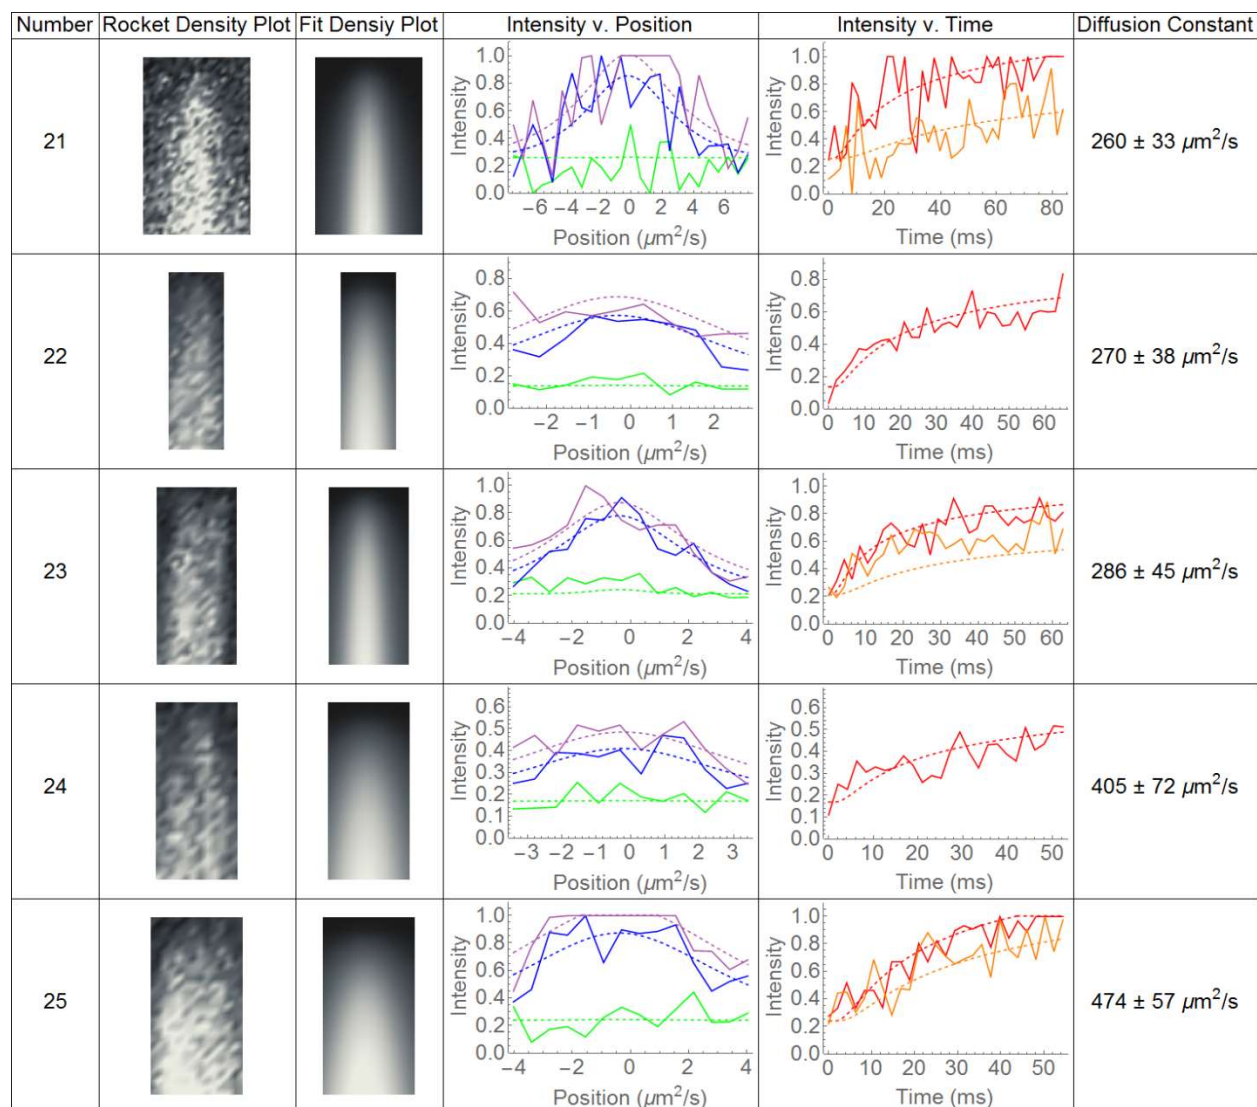 Number Rocket Density Plot Fit Densiy Plot Intensity v. Position Intensity v. Time Diffusion Constant
21
Intensity
1.0
0.8
0.6
0.4
0.2
0.0
−6 −4 −2 0 2 4 6
Position (μm²/s)
Intensity
1.0
0.8
0.6
0.4
0.2
0.0
0 20 40 60 80
Time (ms)
260 ± 33 μm²/s
22
Intensity
0.8
0.6
0.4
0.2
0.0
−2 −1 0 1 2
Position (μm²/s)
Intensity
0.8
0.6
0.4
0.2
0.0
0 10 20 30 40 50 60
Time (ms)
270 ± 38 μm²/s
23
Intensity
1.0
0.8
0.6
0.4
0.2
0.0
−4 −2 0 2 4
Position (μm²/s)
Intensity
1.0
0.8
0.6
0.4
0.2
0.0
0 10 20 30 40 50 60
Time (ms)
286 ± 45 μm²/s
24
Intensity
0.6
0.5
0.4
0.3
0.2
0.1
0.0
−3 −2 −1 0 1 2 3
Position (μm²/s)
Intensity
0.6
0.5
0.4
0.3
0.2
0.1
0.0
0 10 20 30 40 50
Time (ms)
405 ± 72 μm²/s
25
Intensity
1.0
0.8
0.6
0.4
0.2
0.0
−4 −2 0 2 4
Position (μm²/s)
Intensity
1.0
0.8
0.6
0.4
0.2
0.0
0 10 20 30 40 50
Time (ms)
474 ± 57 μm²/s